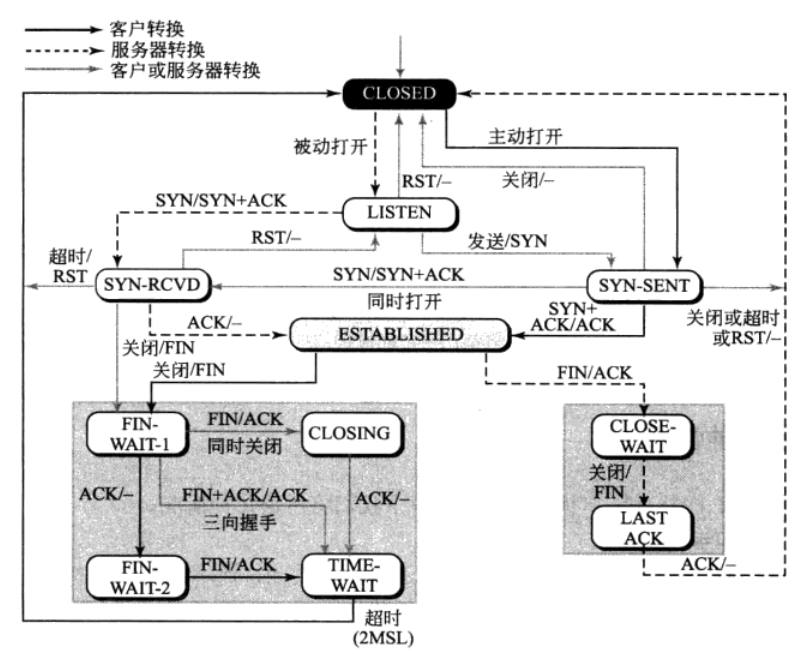 客户转换
服务器转换
客户或服务器转换
CLOSED
被动打开
主动打开
RST/–
关闭/–
SYN/SYN+ACK
LISTEN
RST/–
发送/SYN
超时/
RST
SYN-RCVD
SYN/SYN+ACK
同时打开
SYN-SENT
关闭或超时
或RST/–
ACK/–
ESTABLISHED
SYN+
ACK/ACK
关闭/FIN
关闭/FIN
FIN/ACK
FIN-
WAIT-1
FIN/ACK
同时关闭
CLOSING
CLOSE-
WAIT
ACK/–
FIN+ACK/ACK
三向握手
ACK/–
关闭/
FIN
LAST
ACK
FIN-
WAIT-2
FIN/ACK
TIME-
WAIT
ACK/–
超时
(2MSL)